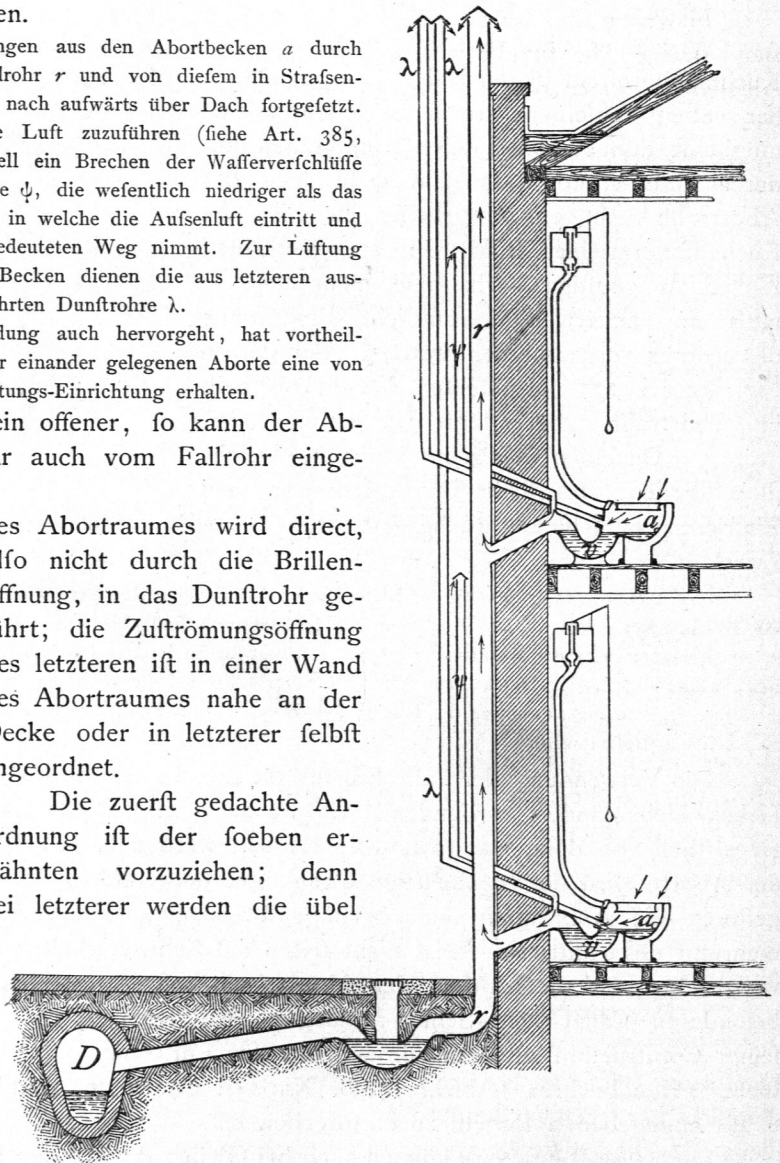 en.
ngen aus den Abortbecken a durch
lrohr r und von dieſem in Straſsen-
nach aufwärts über Dach fortgeſetzt.
e Luft zuzuführen (ſiehe Art. 385,
ell ein Brechen der Waſſerverſchlüſſe
e ψ, die weſentlich niedriger als das
in welche die Auſsenluft eintritt und
edeuteten Weg nimmt. Zur Lüftung
Becken dienen die aus letzteren aus-
hrten Dunſtrohre λ.
dung auch hervorgeht, hat vortheil-
r einander gelegenen Aborte eine von
tungs-Einrichtung erhalten.
ein offener, ſo kann der Ab-
ar auch vom Fallrohr einge-
es Abortraumes wird direct,
lſo nicht durch die Brillen-
ffnung, in das Dunſtrohr ge-
ührt; die Zuſtrömungsöffnung
es letzteren iſt in einer Wand
es Abortraumes nahe an der
Decke oder in letzterer ſelbſt
ngeordnet.
Die zuerſt gedachte An-
rdnung iſt der ſoeben er-
ähnten vorzuziehen; denn
ei letzterer werden die übel
λ λ
r
ψ
a
v
ψ
λ
a
v
r
D